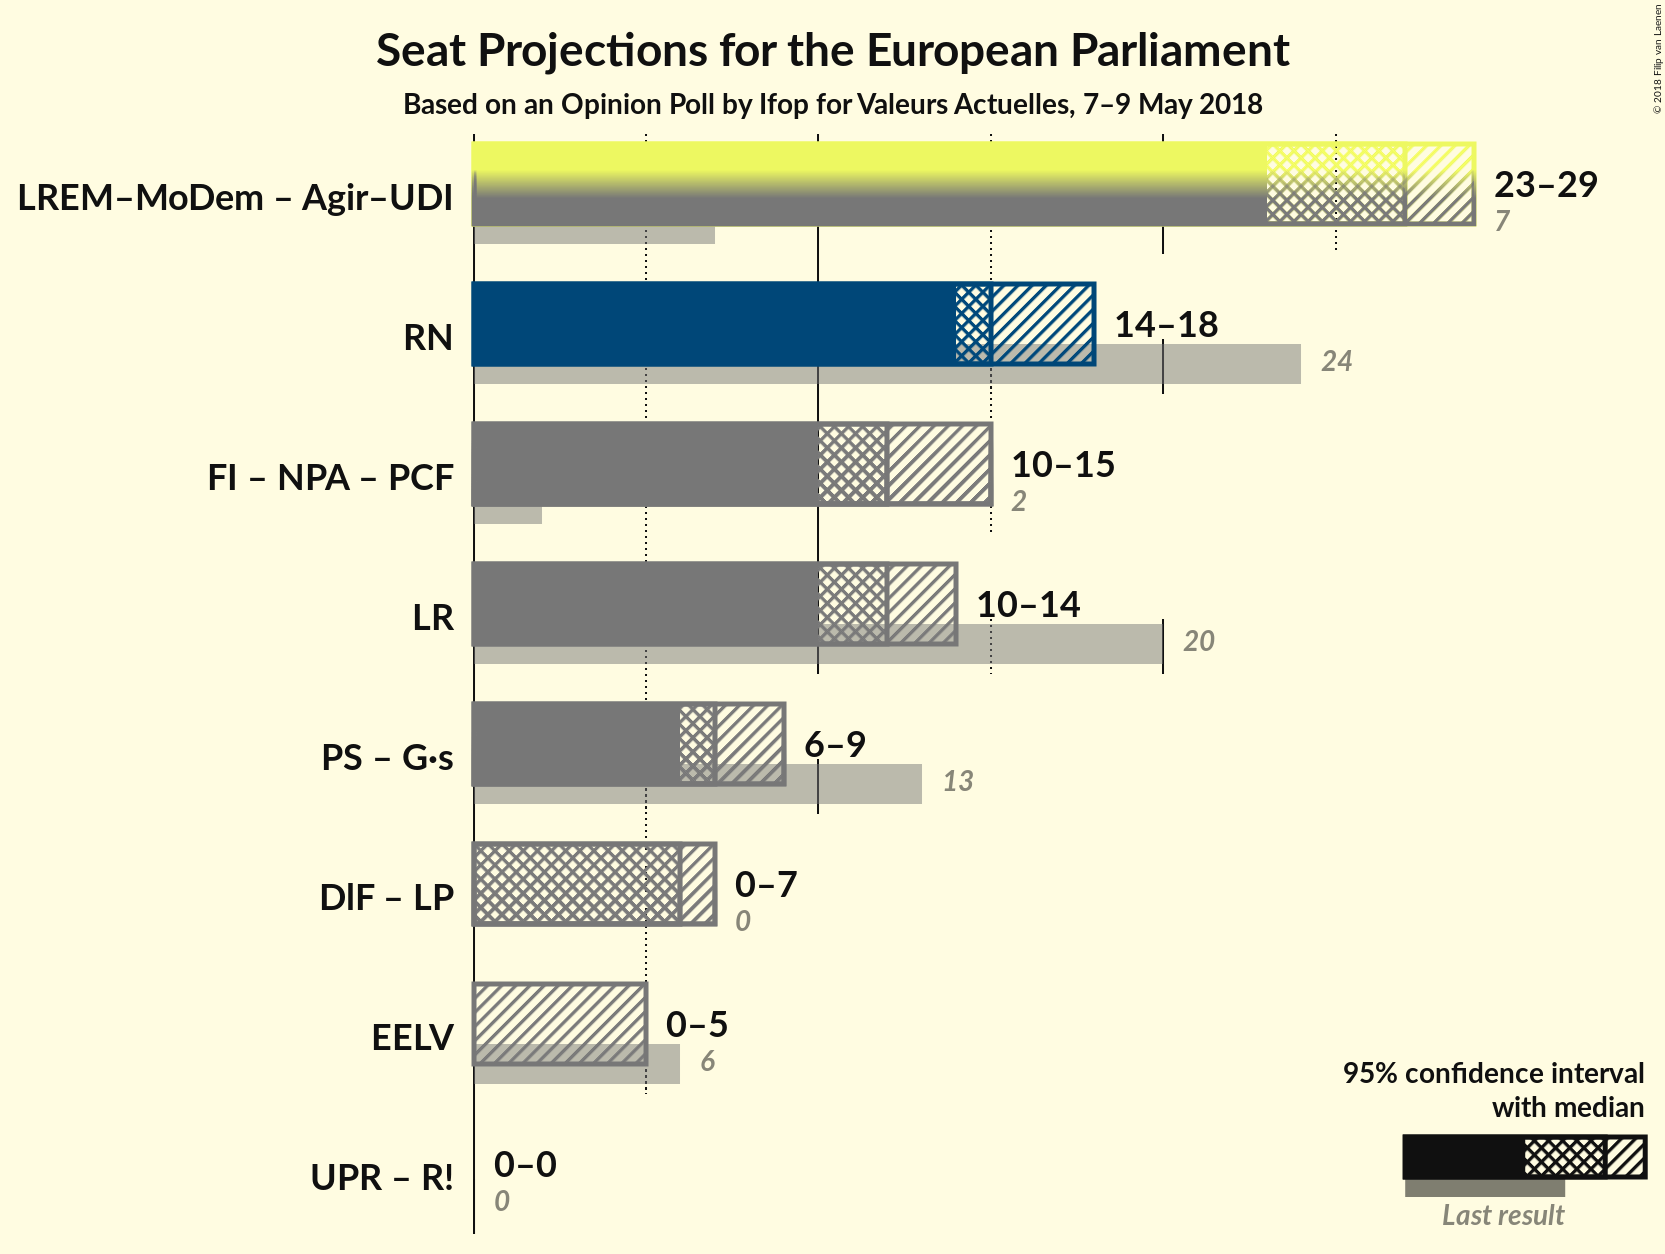 Seat Projections for the European Parliament
Based on an Opinion Poll by Ifop for Valeurs Actuelles, 7–9 May 2018
© 2018 Filip van Laenen
LREM–MoDem – Agir–UDI
23–29
7
RN
14–18
24
FI – NPA – PCF
10–15
2
LR
10–14
20
PS – G·s
6–9
13
DlF – LP
0–7
0
EELV
0–5
6
UPR – R!
0–0
0
95% confidence interval
with median
Last result